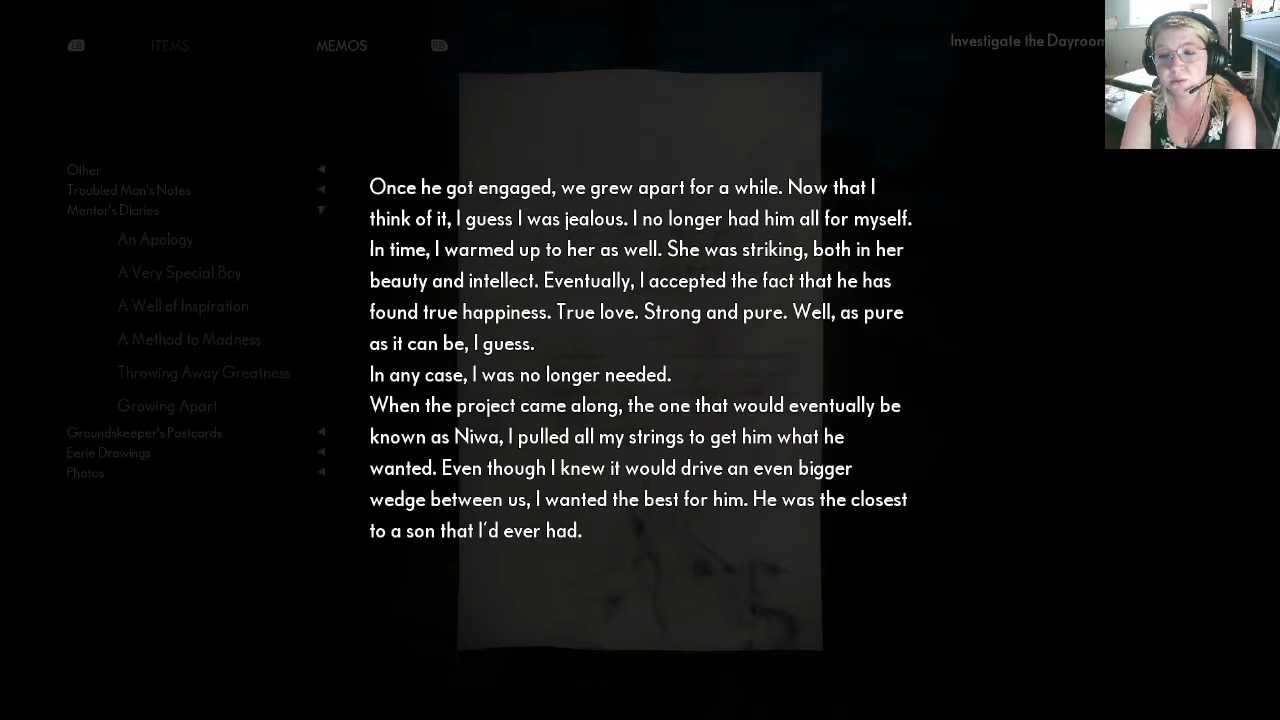 LB ITEMS MEMOS RB Investigate the Dayroom
Other
Troubled Man's Notes
Mentor's Diaries
An Apology
A Very Special Boy
A Well of Inspiration
A Method to Madness
Throwing Away Greatness
Growing Apart
Groundskeeper's Postcards
Eerie Drawings
Photos
Once he got engaged, we grew apart for a while. Now that I
think of it, I guess I was jealous. I no longer had him all for myself.
In time, I warmed up to her as well. She was striking, both in her
beauty and intellect. Eventually, I accepted the fact that he has
found true happiness. True love. Strong and pure. Well, as pure
as it can be, I guess.
In any case, I was no longer needed.
When the project came along, the one that would eventually be
known as Niwa, I pulled all my strings to get him what he
wanted. Even though I knew it would drive an even bigger
wedge between us, I wanted the best for him. He was the closest
to a son that I'd ever had.